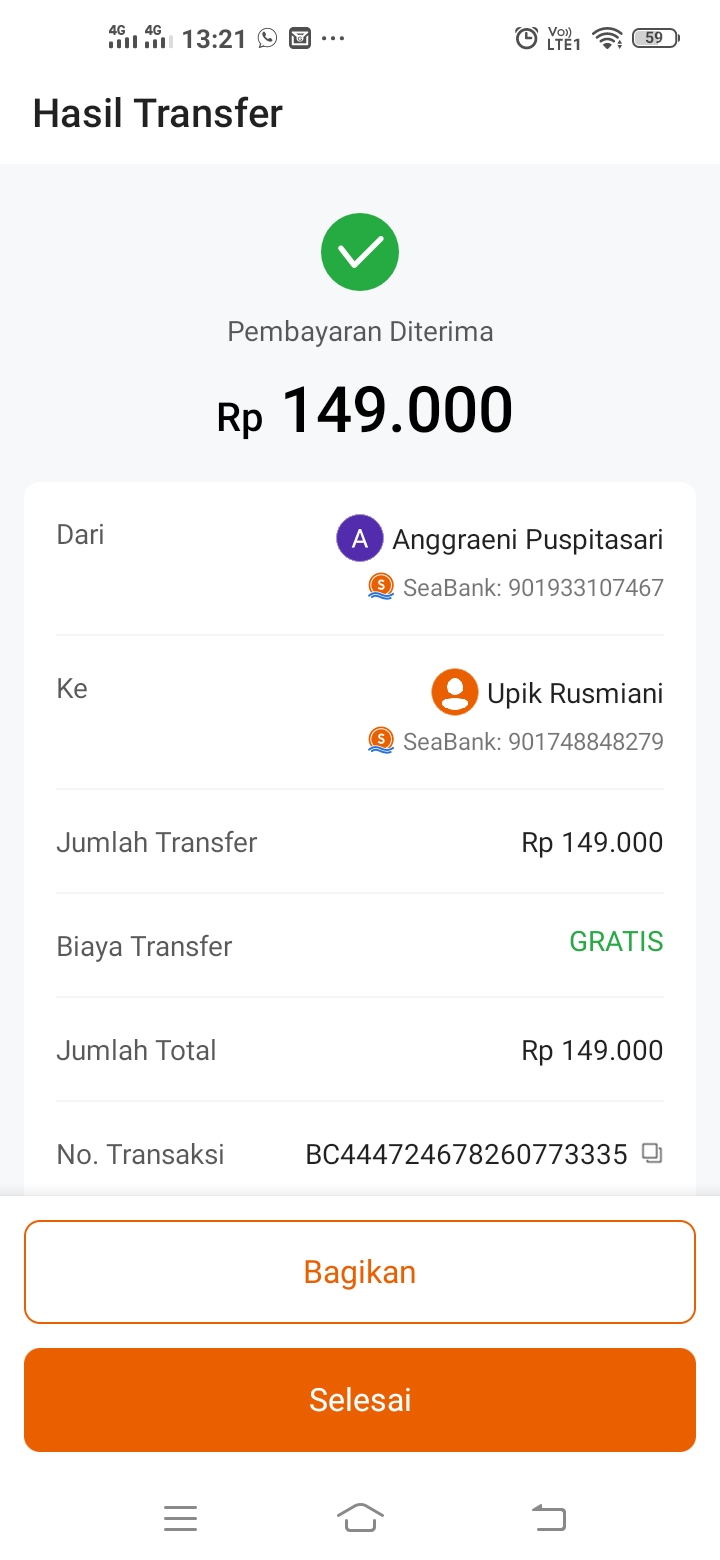 4G 4G 13:21 Vo)) LTE1 59
Hasil Transfer
Pembayaran Diterima
Rp 149.000
Dari A Anggraeni Puspitasari
S SeaBank: 901933107467
Ke Upik Rusmiani
S SeaBank: 901748848279
Jumlah Transfer Rp 149.000
Biaya Transfer GRATIS
Jumlah Total Rp 149.000
No. Transaksi BC444724678260773335
Bagikan
Selesai